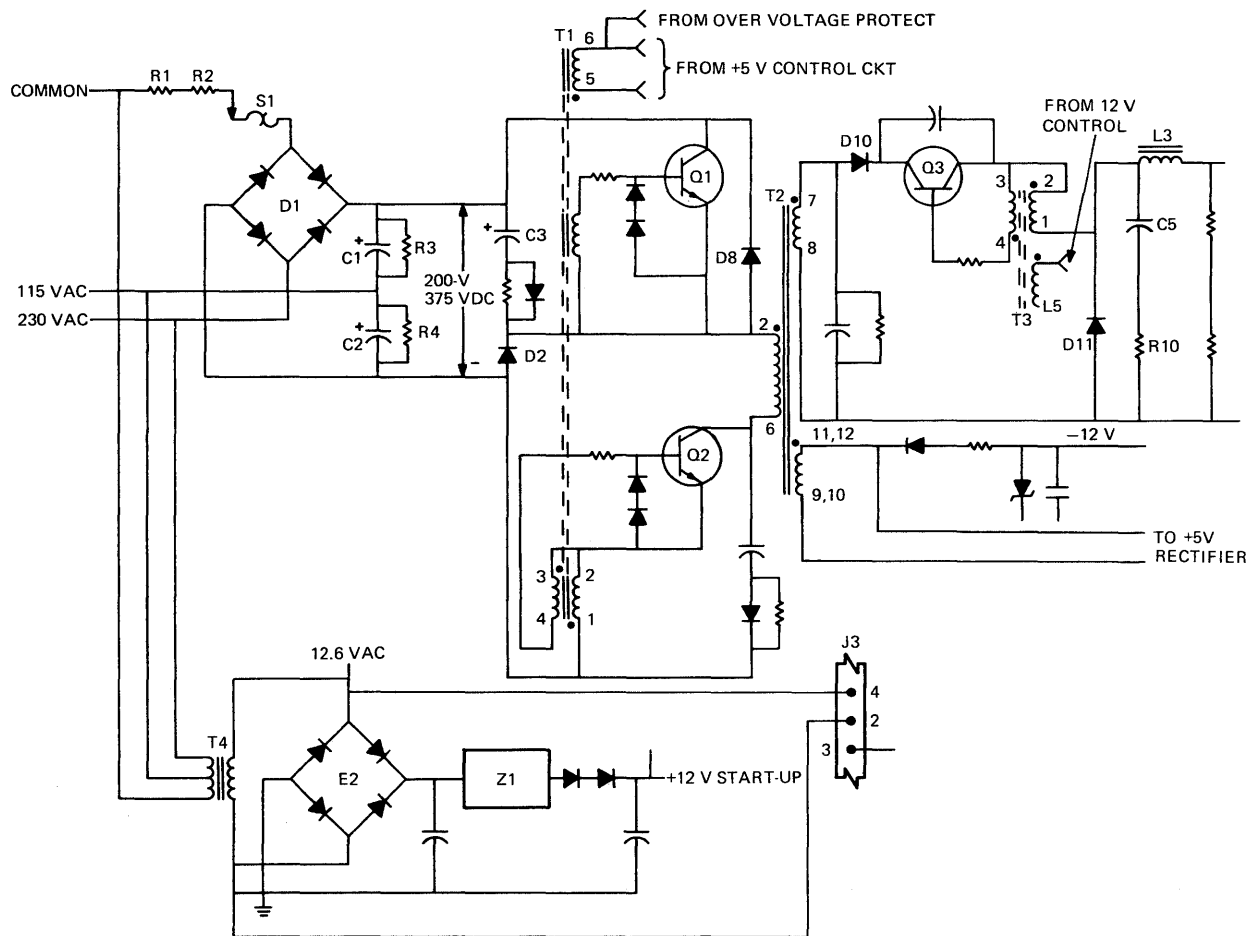 FROM OVER VOLTAGE PROTECT
T1
6
5
FROM +5 V CONTROL CKT
COMMON
R1
R2
S1
FROM 12 V
CONTROL
L3
D10
Q3
Q1
D1
T2
7
8
3
2
4
1
C5
+
C1
R3
+
C3
200-V
375 VDC
D8
L5
T3
115 VAC
230 VAC
+
C2
R4
−
D2
2
D11
R10
6
11,12
−12 V
Q2
9,10
TO +5V
RECTIFIER
3
2
4
1
12.6 VAC
J3
4
2
3
T4
E2
Z1
+12 V START-UP